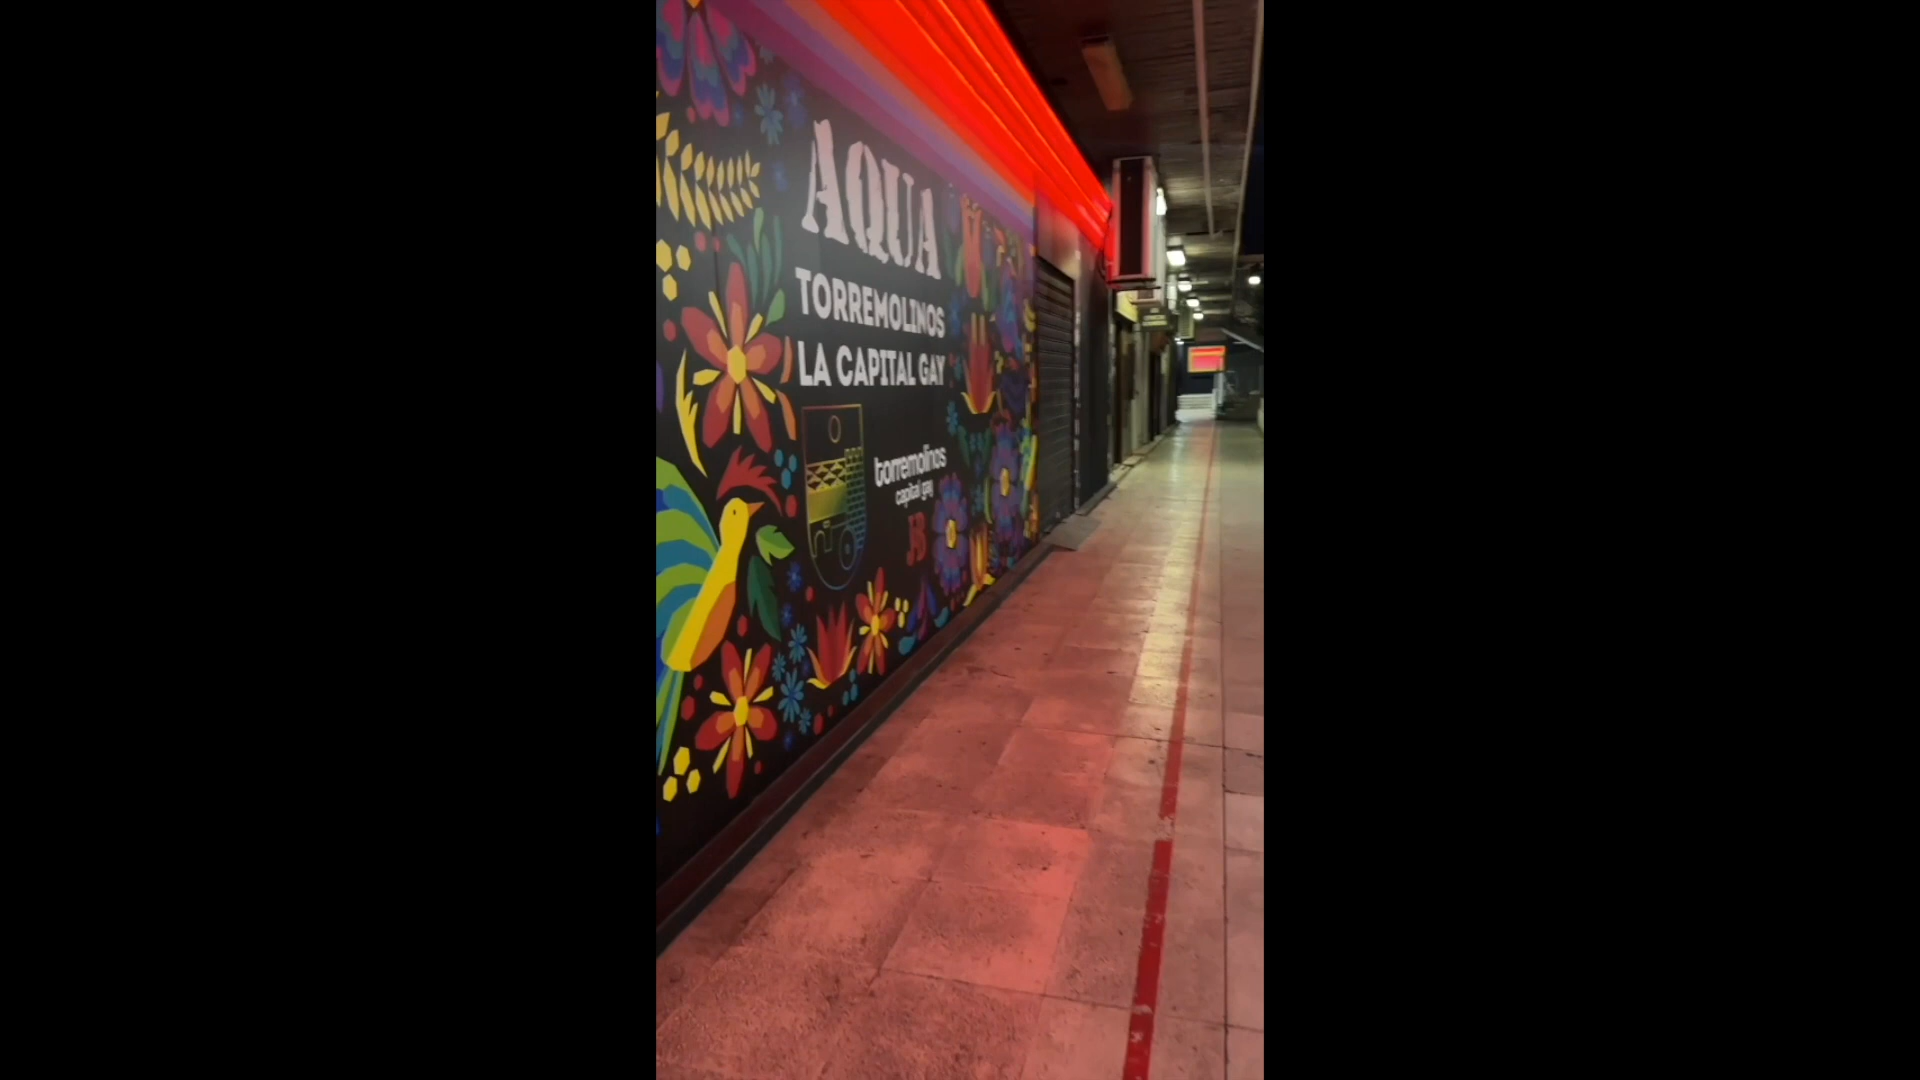 AQUA
TORREMOLINOS
LA CAPITAL GAY
torremolinos
capital gay